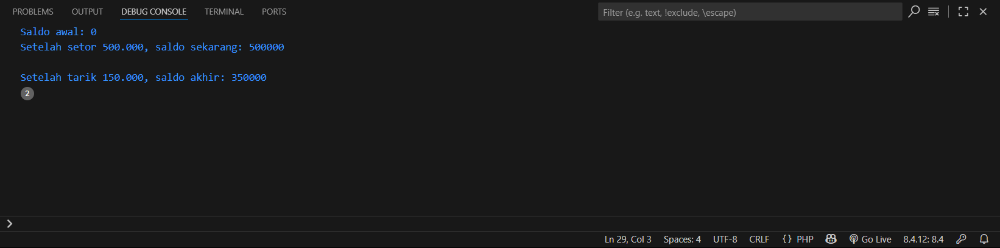 PROBLEMS OUTPUT DEBUG CONSOLE TERMINAL PORTS Filter (e.g. text, !exclude, \escape)
Saldo awal: 0
Setelah setor 500.000, saldo sekarang: 500000
Setelah tarik 150.000, saldo akhir: 350000
2
Ln 29, Col 3 Spaces: 4 UTF-8 CRLF {} PHP Go Live 8.4.12: 8.4